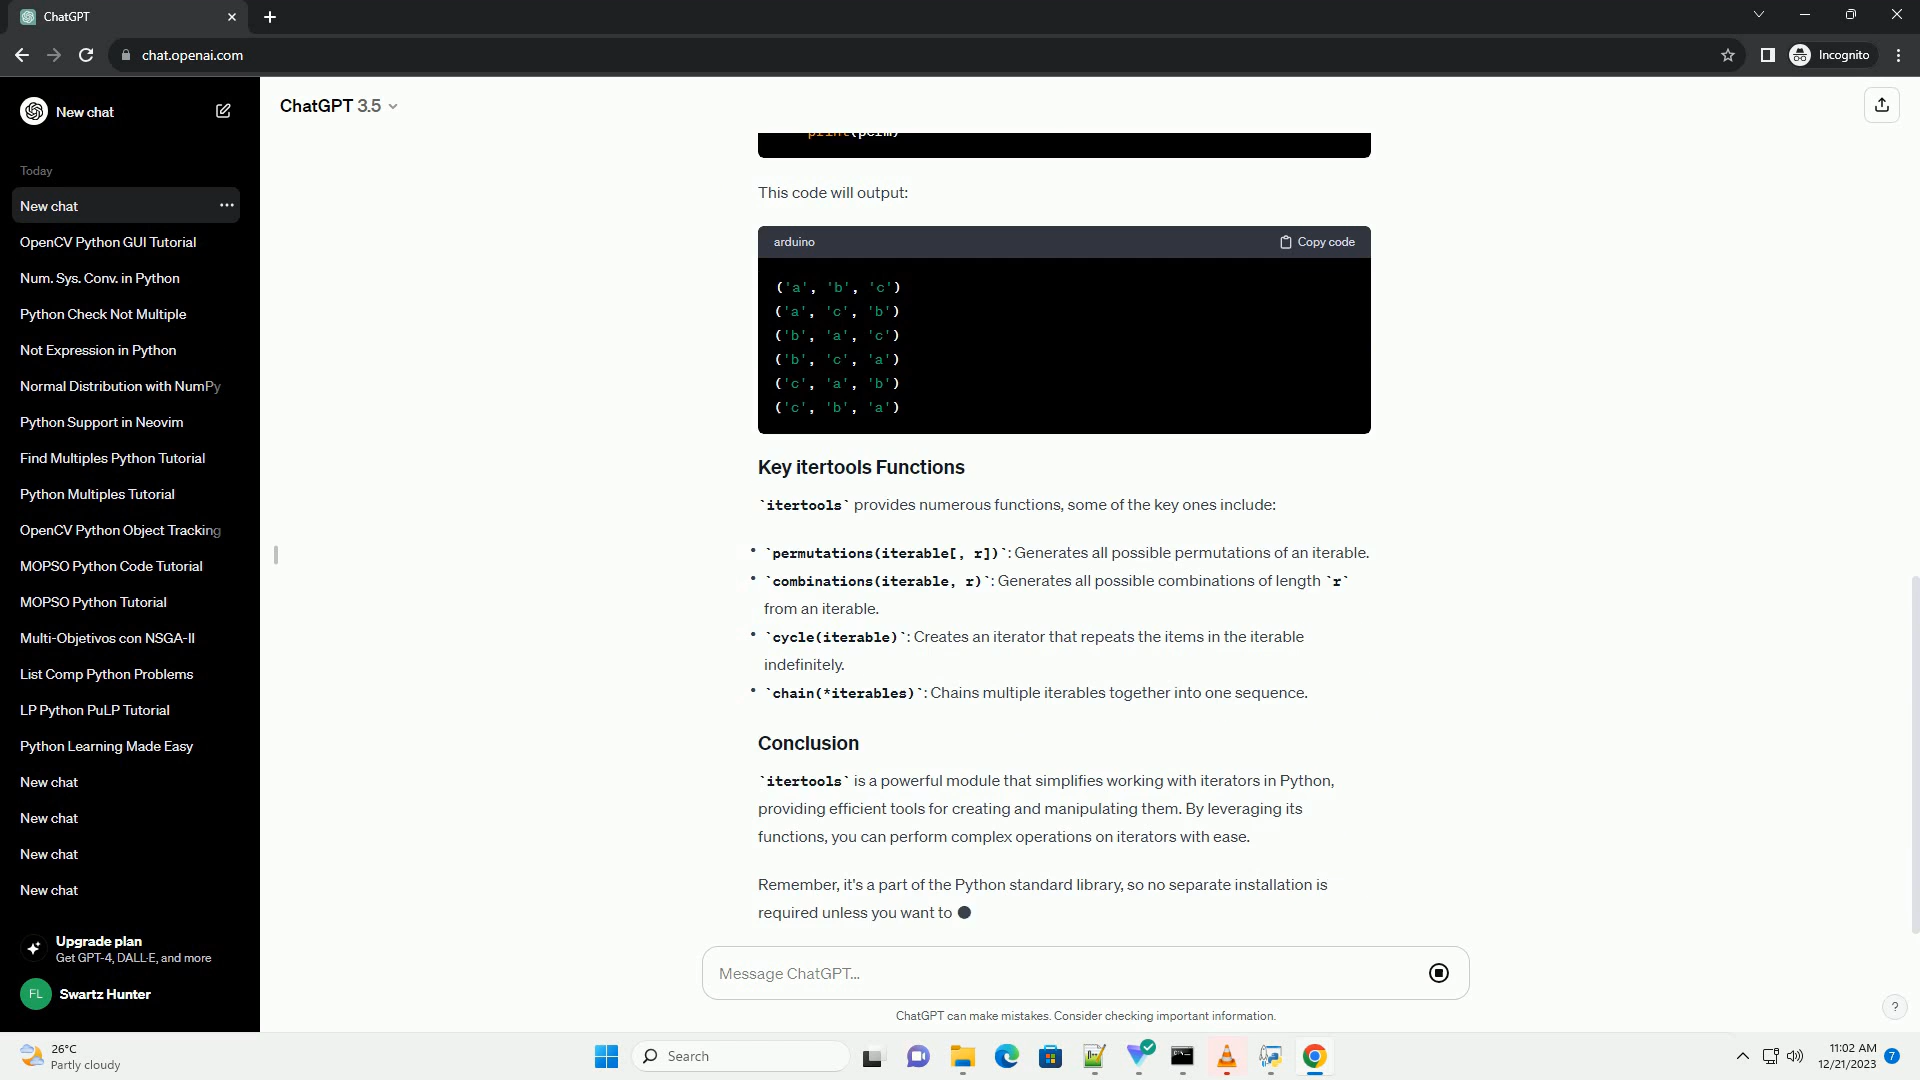 ChatGPT
chat.openai.com
Incognito
New chat
ChatGPT 3.5
Today
New chat
OpenCV Python GUI Tutorial
Num. Sys. Conv. in Python
Python Check Not Multiple
Not Expression in Python
Normal Distribution with NumPy
Python Support in Neovim
Find Multiples Python Tutorial
Python Multiples Tutorial
OpenCV Python Object Tracking
MOPSO Python Code Tutorial
MOPSO Python Tutorial
Multi-Objetivos con NSGA-II
List Comp Python Problems
LP Python PuLP Tutorial
Python Learning Made Easy
New chat
New chat
New chat
New chat
Upgrade plan
Get GPT-4, DALL·E, and more
FL
Swartz Hunter
print(perm)
This code will output:
arduino
Copy code
('a', 'b', 'c')
('a', 'c', 'b')
('b', 'a', 'c')
('b', 'c', 'a')
('c', 'a', 'b')
('c', 'b', 'a')
Key itertools Functions
`itertools` provides numerous functions, some of the key ones include:
• `permutations(iterable[, r])`: Generates all possible permutations of an iterable.
• `combinations(iterable, r)`: Generates all possible combinations of length `r`
from an iterable.
• `cycle(iterable)`: Creates an iterator that repeats the items in the iterable
indefinitely.
• `chain(*iterables)`: Chains multiple iterables together into one sequence.
Conclusion
`itertools` is a powerful module that simplifies working with iterators in Python,
providing efficient tools for creating and manipulating them. By leveraging its
functions, you can perform complex operations on iterators with ease.
Remember, it's a part of the Python standard library, so no separate installation is
required unless you want to
Message ChatGPT...
ChatGPT can make mistakes. Consider checking important information.
?
26°C
Partly cloudy
Search
11:02 AM
12/21/2023
7